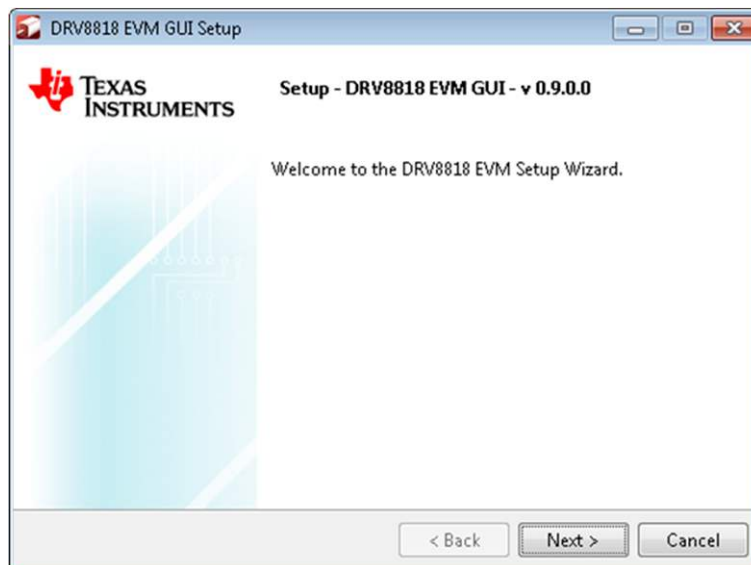 DRV8818 EVM GUI Setup
TEXAS
INSTRUMENTS
Setup - DRV8818 EVM GUI - v 0.9.0.0
Welcome to the DRV8818 EVM Setup Wizard.
< Back
Next >
Cancel